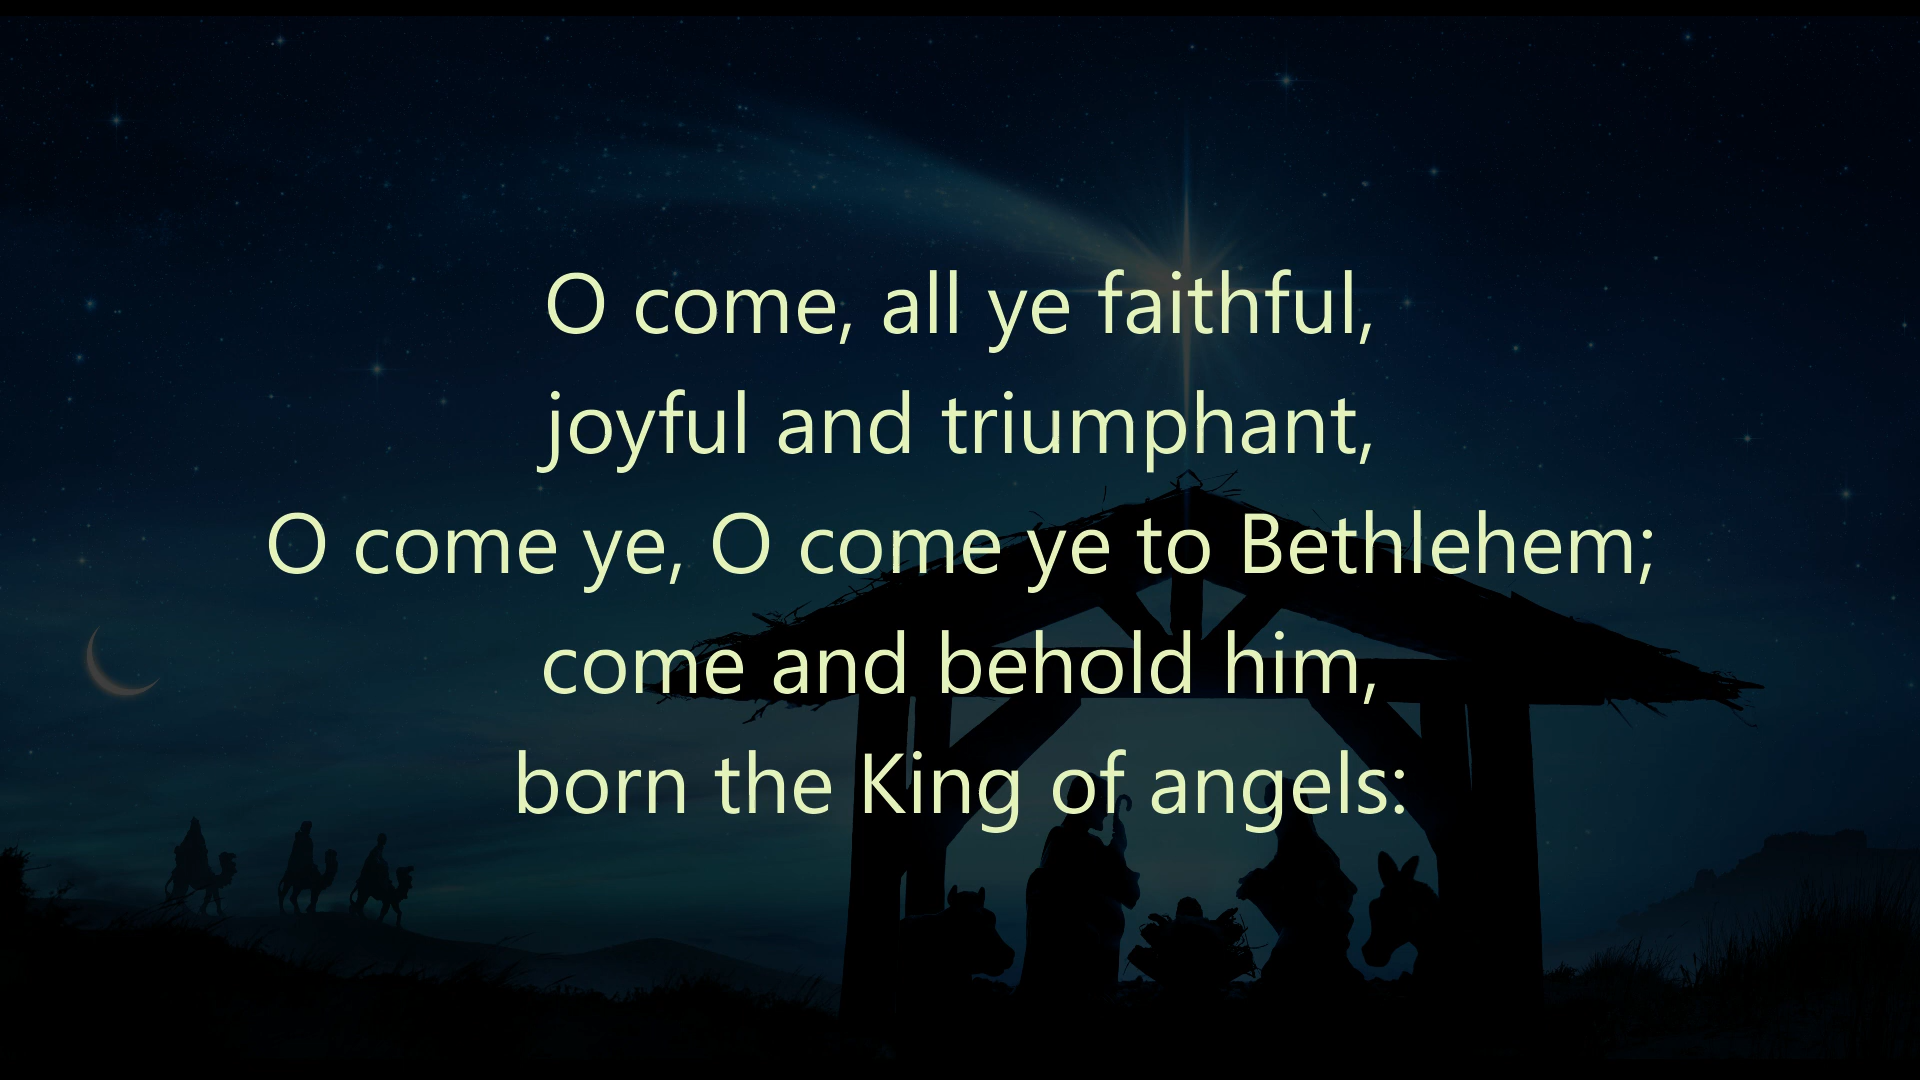 O come, all ye faithful,
joyful and triumphant,
O come ye, O come ye to Bethlehem;
come and behold him,
born the King of angels: